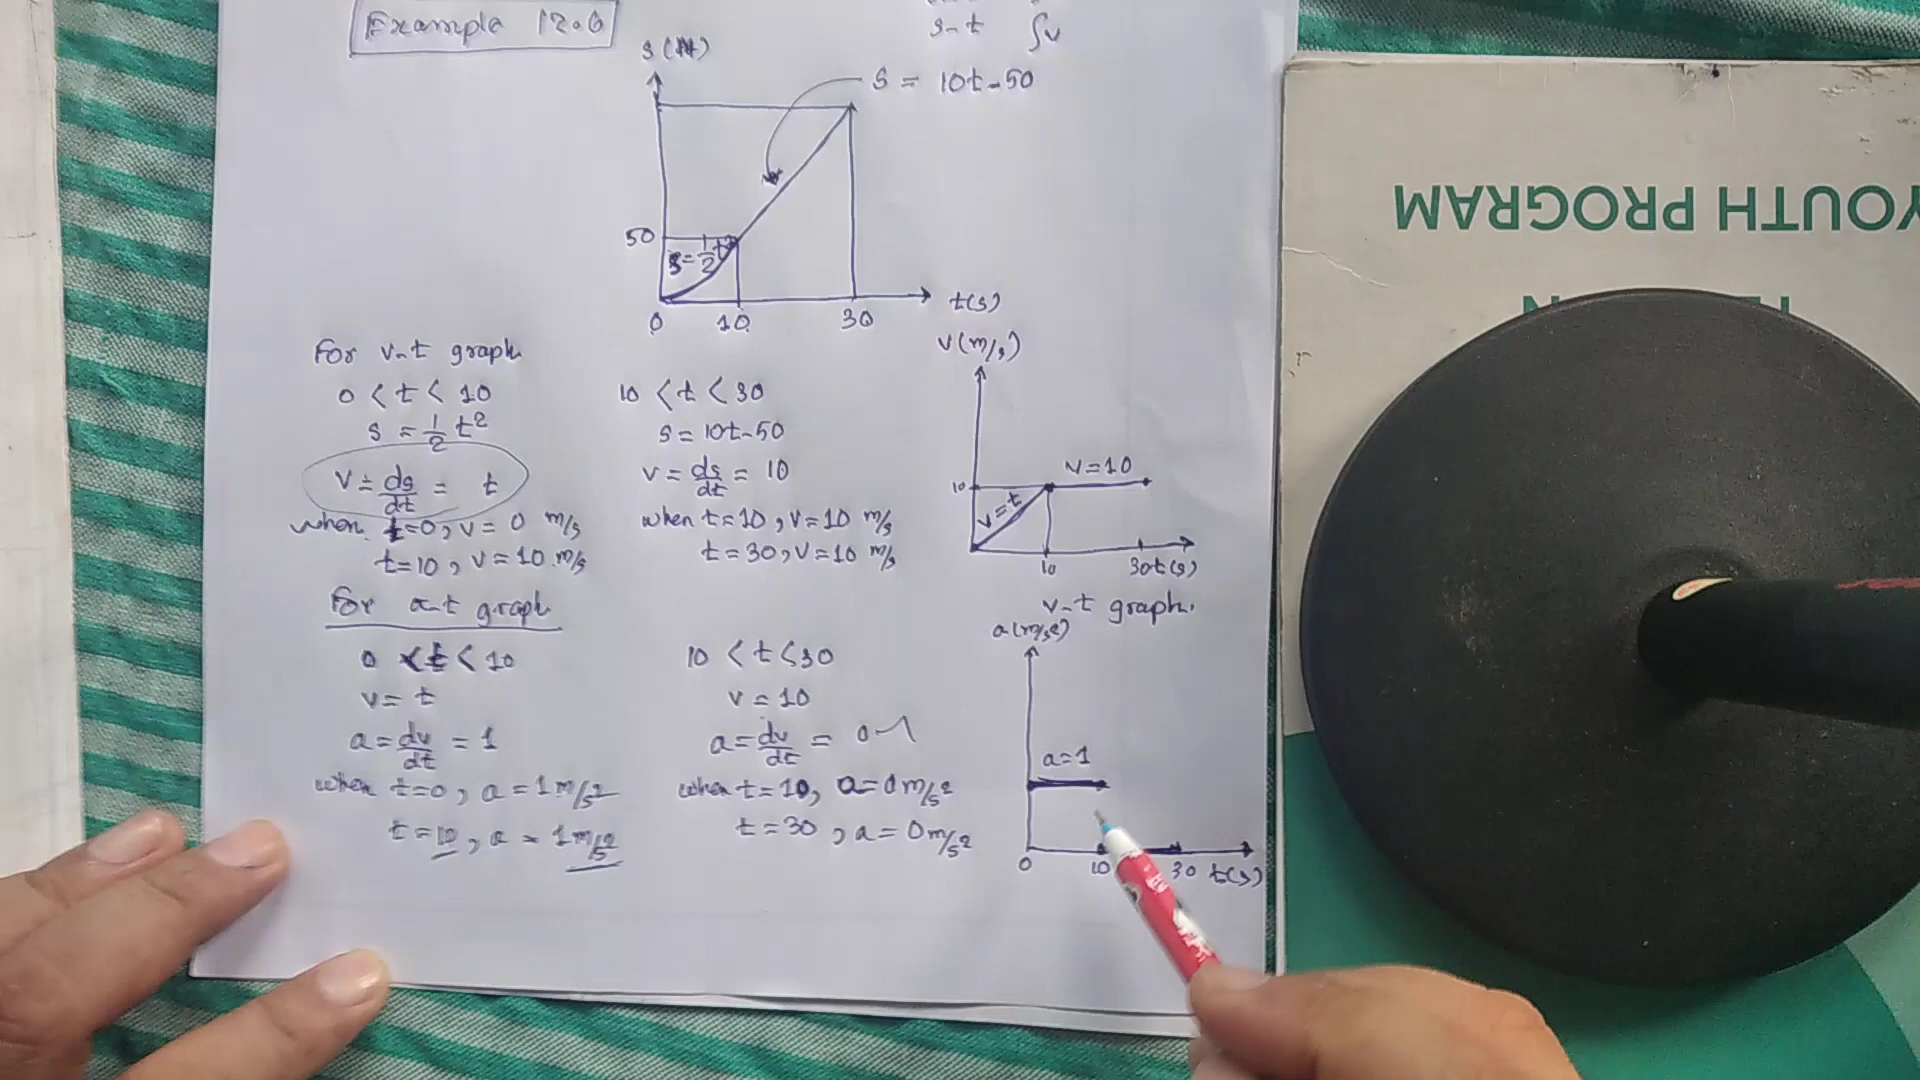 Example 12.6
s-t ∫v
s = 10t-50
50
s = 1/2 t²
0 10 30 t(s)
For v-t graph
0 < t < 10
s = 1/2 t²
v = ds/dt = t
when t=0, v= 0 m/s
t=10, v=10 m/s
10 < t < 30
s = 10t-50
v = ds/dt = 10
when t=10, v=10 m/s
t=30, v=10 m/s
v(m/s)
10
v=t
v=10
10 30 t(s)
v-t graph.
For a-t graph
0 < t < 10
v= t
a = dv/dt = 1
when t=0, a=1 m/s²
t=10, a = 1 m/s²
10 < t < 30
v = 10
a = dv/dt = 0
when t=10, a=0 m/s²
t=30, a=0 m/s²
a(m/s²)
a=1
0 10 30 t(s)
YOUTH PROGRAM